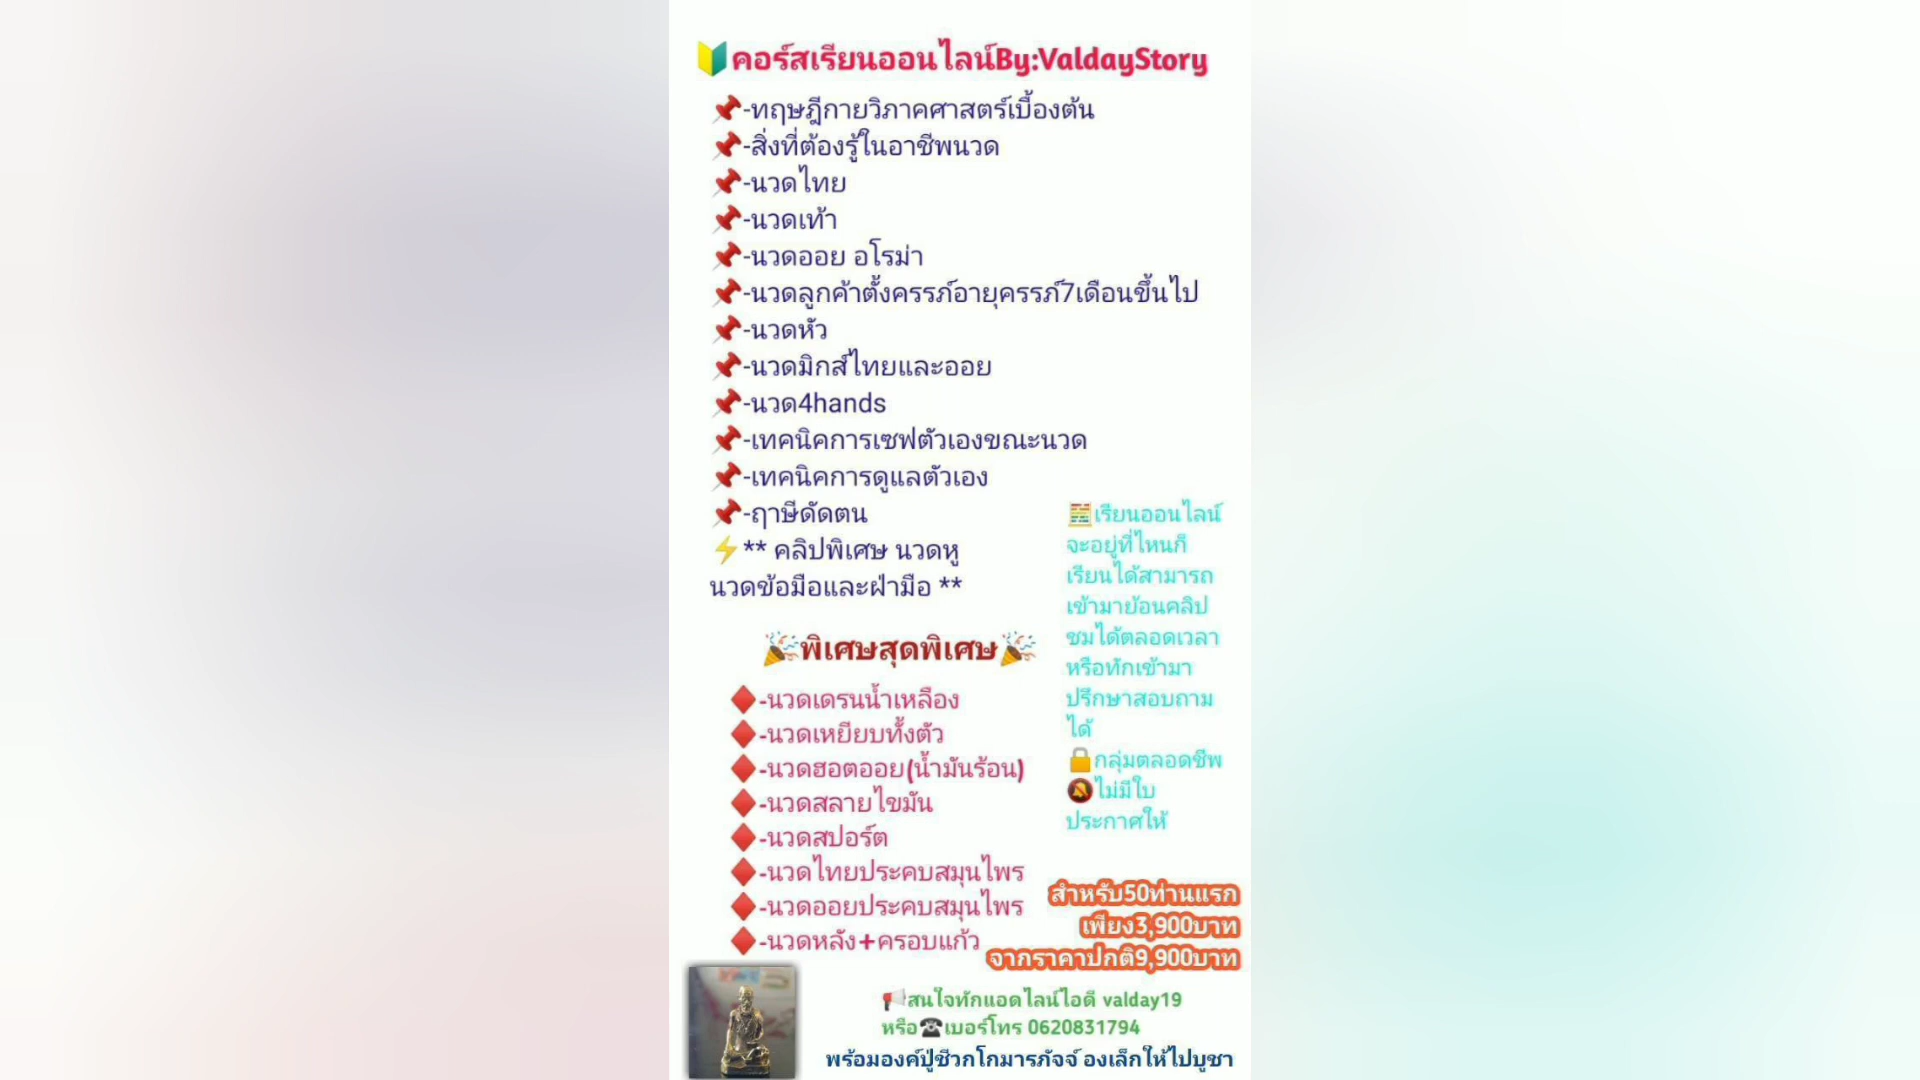 🔰คอร์สเรียนออนไลน์By:ValdayStory
📌-ทฤษฎีกายวิภาคศาสตร์เบื้องต้น
📌-สิ่งที่ต้องรู้ในอาชีพนวด
📌-นวดไทย
📌-นวดเท้า
📌-นวดออย อโรม่า
📌-นวดลูกค้าตั้งครรภ์อายุครรภ์7เดือนขึ้นไป
📌-นวดหัว
📌-นวดมิกส์ไทยและออย
📌-นวด4hands
📌-เทคนิคการเซฟตัวเองขณะนวด
📌-เทคนิคการดูแลตัวเอง
📌-ฤาษีดัดตน
⚡** คลิปพิเศษ นวดหู
นวดข้อมือและฝ่ามือ **
🎉พิเศษสุดพิเศษ🎉
♦️-นวดเดรนน้ำเหลือง
♦️-นวดเหยียบทั้งตัว
♦️-นวดฮอตออย(น้ำมันร้อน)
♦️-นวดสลายไขมัน
♦️-นวดสปอร์ต
♦️-นวดไทยประคบสมุนไพร
♦️-นวดออยประคบสมุนไพร
♦️-นวดหลัง+ครอบแก้ว
🧮เรียนออนไลน์
จะอยู่ที่ไหนก็
เรียนได้สามารถ
เข้ามาย้อนคลิป
ชมได้ตลอดเวลา
หรือทักเข้ามา
ปรึกษาสอบถาม
ได้
🔒กลุ่มตลอดชีพ
🔕ไม่มีใบ
ประกาศให้
สำหรับ50ท่านแรก
เพียง3,900บาท
จากราคาปกติ9,900บาท
📢สนใจทักแอดไลน์ไอดี valday19
หรือ☎เบอร์โทร 0620831794
พร้อมองค์ปู่ชีวกโกมารภัจจ์ องเล็กให้ไปบูชา